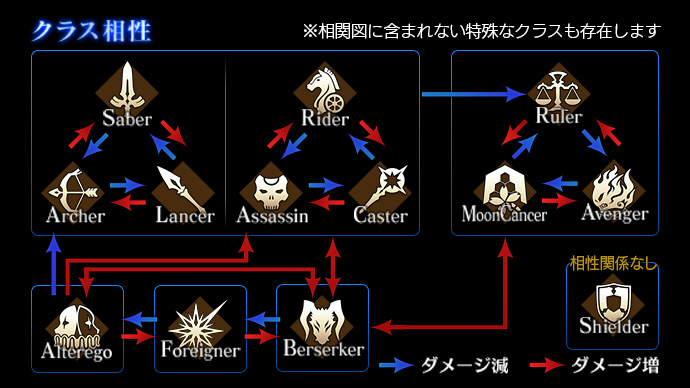 クラス相性
※相関図に含まれない特殊なクラスも存在します
Saber
Rider
Ruler
Archer
Lancer
Assassin
Caster
MoonCancer
Avenger
相性関係なし
Shielder
Alterego
Foreigner
Berserker
ダメージ減
ダメージ増